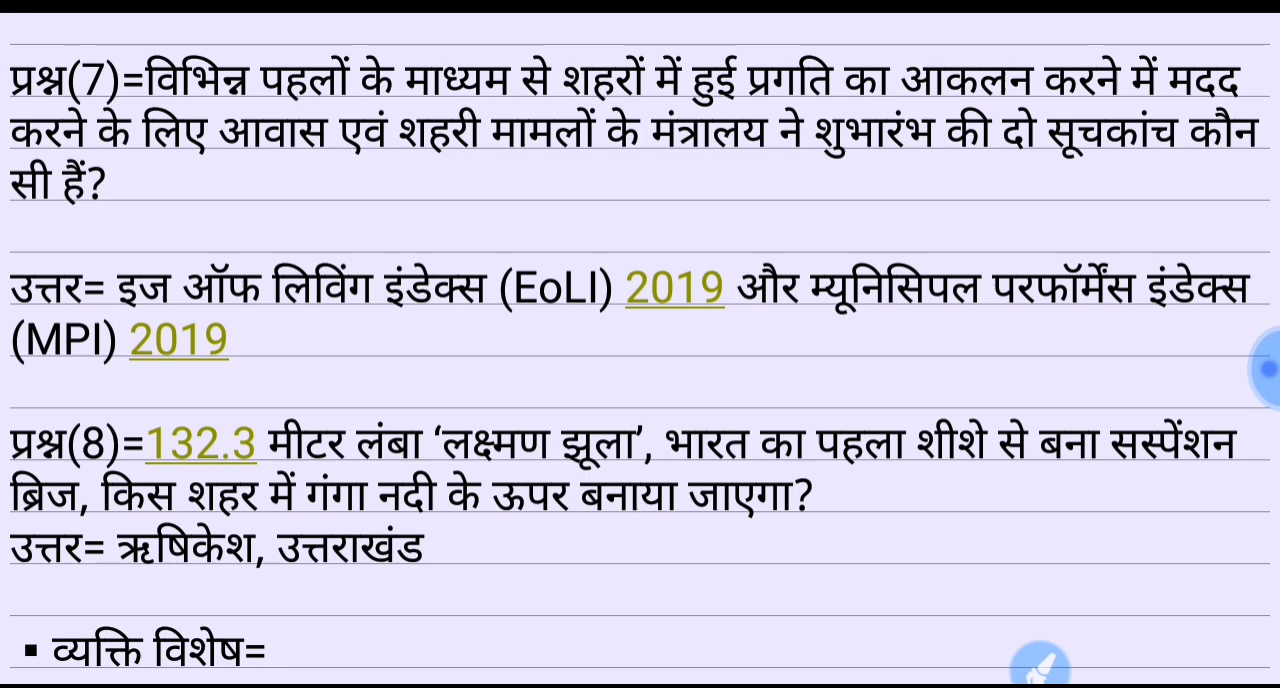 प्रश्न(7)=विभिन्न पहलों के माध्यम से शहरों में हुई प्रगति का आकलन करने में मदद
करने के लिए आवास एवं शहरी मामलों के मंत्रालय ने शुभारंभ की दो सूचकांच कौन
सी हैं?
उत्तर= इज ऑफ लिविंग इंडेक्स (EoLI) 2019 और म्यूनिसिपल परफॉर्मेंस इंडेक्स
(MPI) 2019
प्रश्न(8)=132.3 मीटर लंबा ‘लक्ष्मण झूला’, भारत का पहला शीशे से बना सस्पेंशन
ब्रिज, किस शहर में गंगा नदी के ऊपर बनाया जाएगा?
उत्तर= ऋषिकेश, उत्तराखंड
▪ व्यक्ति विशेष=